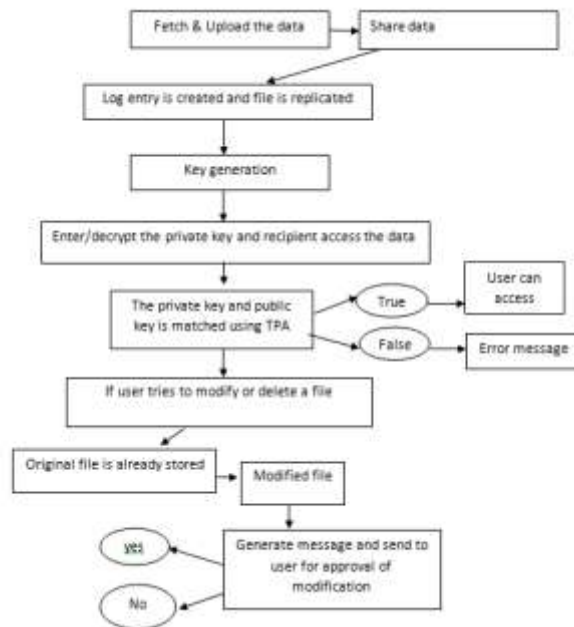 Fetch & Upload the data
Share data
Log entry is created and file is replicated
Key generation
Enter/decrypt the private key and recipient access the data
The private key and public
key is matched using TPA
True
User can
access
False
Error message
If user tries to modify or delete a file
Original file is already stored
Modified file
Generate message and send to
user for approval of
modification
yes
No